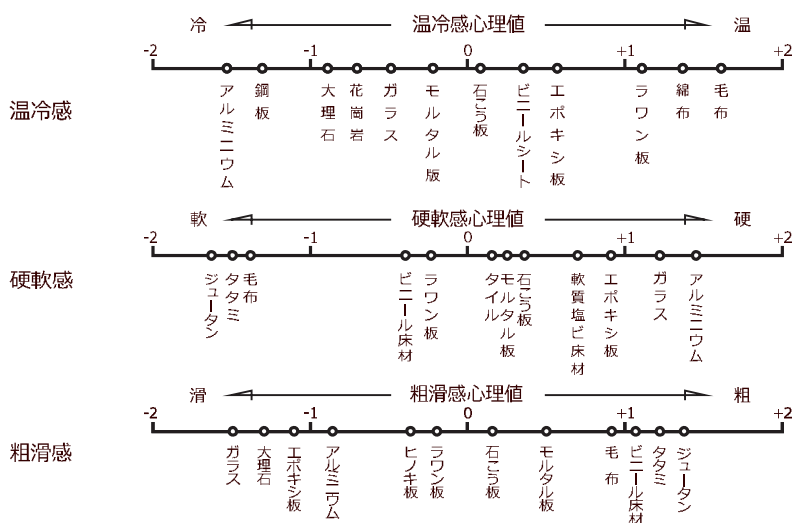 冷 温冷感心理値 温
-2 -1 0 +1 +2
温冷感
アルミニウム 鋼板 大理石 花崗岩 ガラス モルタル版 石こう板 ビニールシート エポキシ板 ラワン板 綿布 毛布
軟 硬軟感心理値 硬
-2 -1 0 +1 +2
硬軟感
ジュータン タタミ 毛布 ビニール床材 ラワン板 タイル モルタル板 石こう板 軟質塩ビ床材 エポキシ板 ガラス アルミニウム
滑 粗滑感心理値 粗
-2 -1 0 +1 +2
粗滑感
ガラス 大理石 エポキシ板 アルミニウム ヒノキ板 ラワン板 石こう板 モルタル板 毛布 ビニール床材 タタミ ジュータン